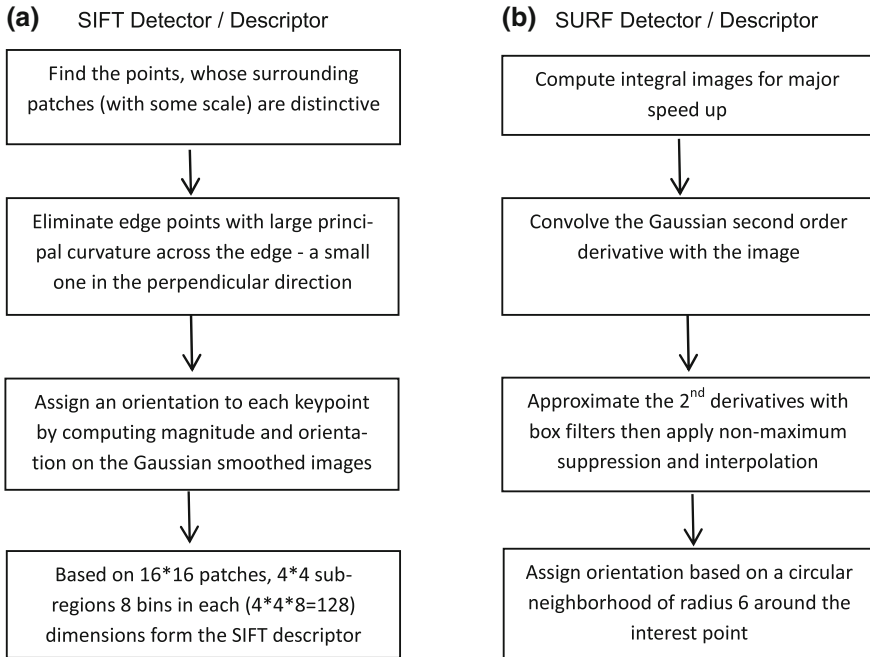 (a) SIFT Detector / Descriptor
Find the points, whose surrounding
patches (with some scale) are distinctive
Eliminate edge points with large princi-
pal curvature across the edge - a small
one in the perpendicular direction
Assign an orientation to each keypoint
by computing magnitude and orienta-
tion on the Gaussian smoothed images
Based on 16*16 patches, 4*4 sub-
regions 8 bins in each (4*4*8=128)
dimensions form the SIFT descriptor
(b) SURF Detector / Descriptor
Compute integral images for major
speed up
Convolve the Gaussian second order
derivative with the image
Approximate the 2nd derivatives with
box filters then apply non-maximum
suppression and interpolation
Assign orientation based on a circular
neighborhood of radius 6 around the
interest point